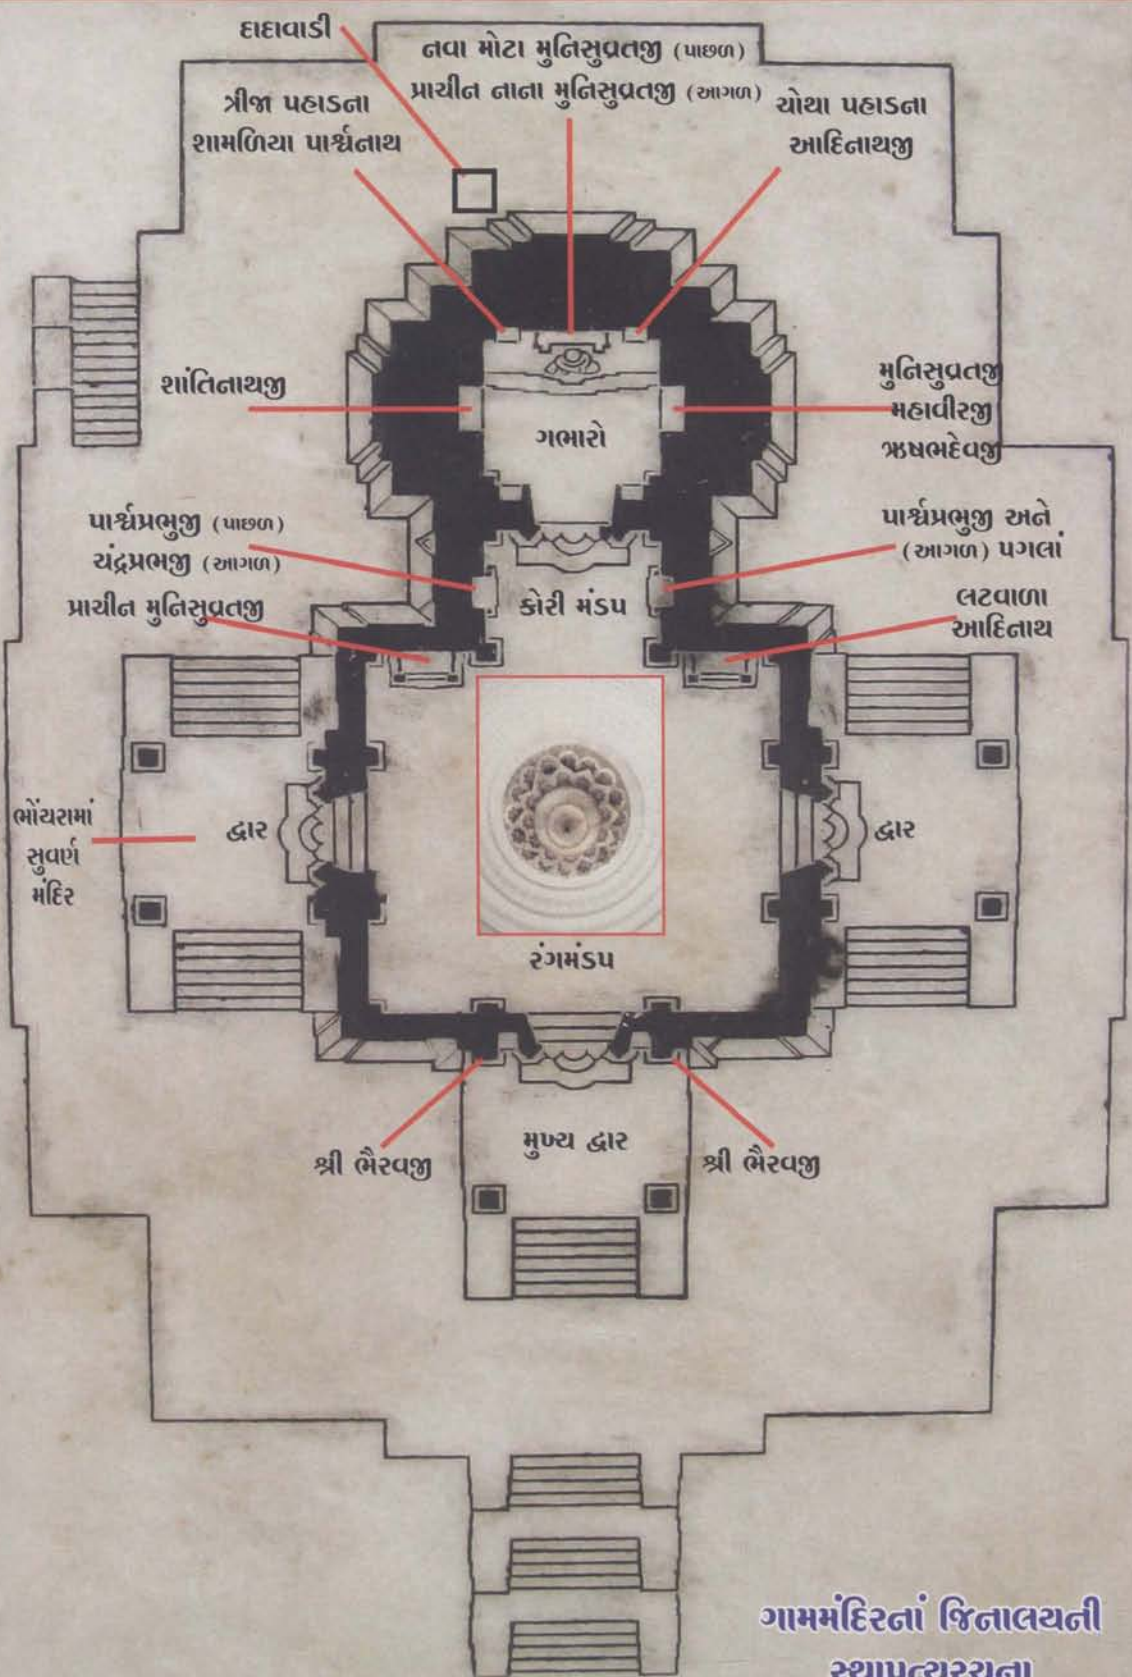 દાદાવાડી
નવા મોટા મુનિસુવ્રતજી (પાછળ)
પ્રાચીન નાના મુનિસુવ્રતજી (આગળ)
ત્રીજા પહાડના
શામળિયા પાર્શ્વનાથ
ચોથા પહાડના
આદિનાથજી
શાંતિનાથજી
ગભારો
મુનિસુવ્રતજી
મહાવીરજી
ઋષભદેવજી
પાર્શ્વપ્રભુજી (પાછળ)
ચંદ્રપ્રભજી (આગળ)
પ્રાચીન મુનિસુવ્રતજી
કોરી મંડપ
પાર્શ્વપ્રભુજી અને
(આગળ) પગલાં
લટવાળા
આદિનાથ
ભોંયરામાં
સુવર્ણ
મંદિર
દ્વાર
દ્વાર
રંગમંડપ
શ્રી ભૈરવજી
મુખ્ય દ્વાર
શ્રી ભૈરવજી
ગામમંદિરનાં જિનાલયની
સ્થાપત્યરચના